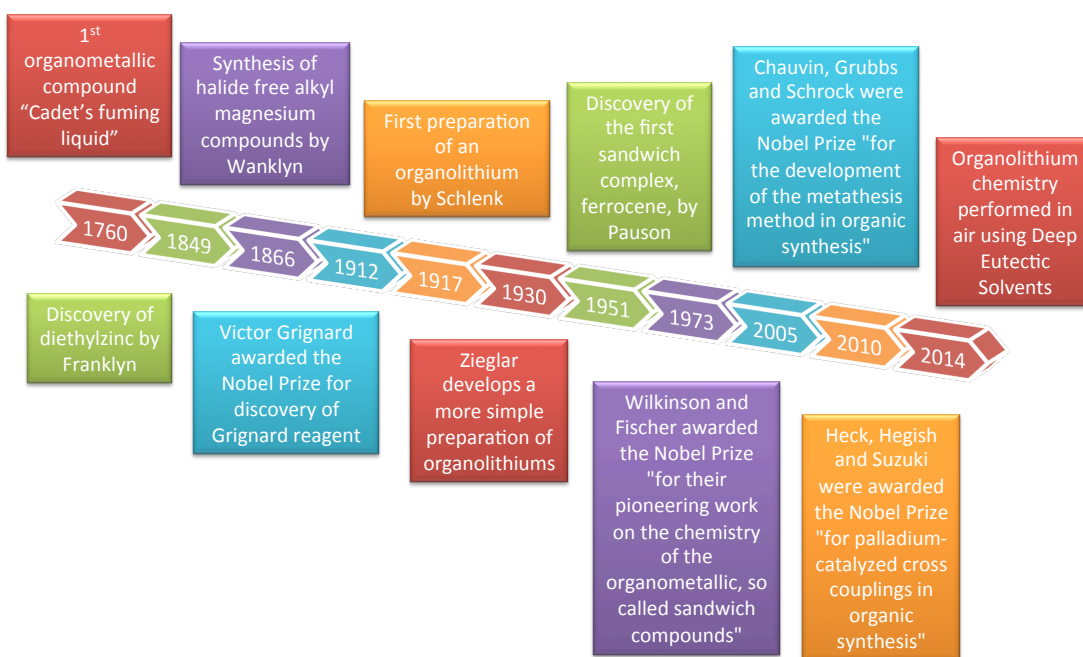 1st
organometallic
compound
“Cadet’s fuming
liquid”
Synthesis of
halide free alkyl
magnesium
compounds by
Wanklyn
First preparation
of an
organolithium
by Schlenk
Discovery of
the first
sandwich
complex,
ferrocene, by
Pauson
Chauvin, Grubbs
and Schrock were
awarded the
Nobel Prize "for
the development
of the metathesis
method in organic
synthesis"
Organolithium
chemistry
performed in
air using Deep
Eutectic
Solvents
1760
1849
1866
1912
1917
1930
1951
1973
2005
2010
2014
Discovery of
diethylzinc by
Franklyn
Victor Grignard
awarded the
Nobel Prize for
discovery of
Grignard reagent
Zieglar
develops a
more simple
preparation of
organolithiums
Wilkinson and
Fischer awarded
the Nobel Prize
"for their
pioneering work
on the chemistry
of the
organometallic, so
called sandwich
compounds"
Heck, Hegish
and Suzuki
were awarded
the Nobel Prize
"for palladium-
catalyzed cross
couplings in
organic
synthesis"